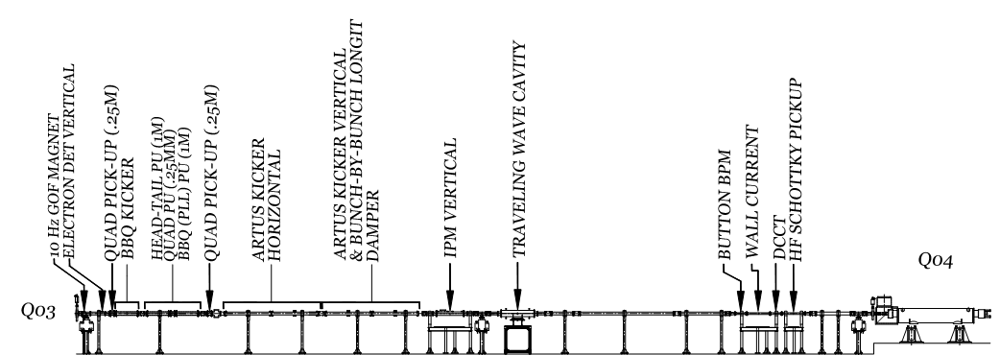 10 Hz GOF MAGNET
ELECTRON DET VERTICAL
QUAD PICK-UP (.25M)
BBQ KICKER
HEAD-TAIL PU (1M)
QUAD PU (.25MM)
BBQ (PLL) PU (1M)
QUAD PICK-UP (.25M)
ARTUS KICKER
HORIZONTAL
ARTUS KICKER VERTICAL
& BUNCH-BY-BUNCH LONGIT
DAMPER
IPM VERTICAL
TRAVELING WAVE CAVITY
BUTTON BPM
WALL CURRENT
DCCT
HF SCHOTTKY PICKUP
Q03
Q04